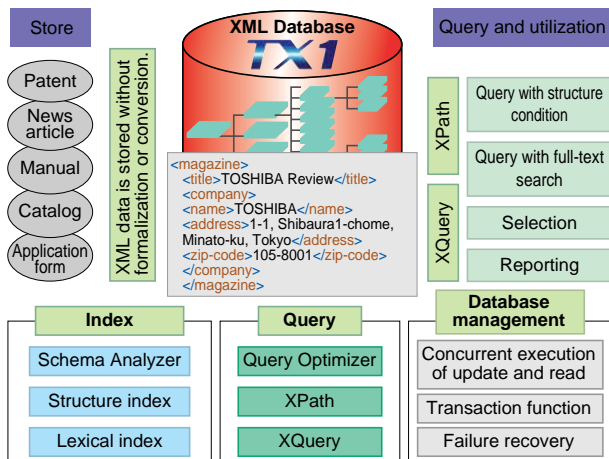 Store
Patent
News
article
Manual
Catalog
Application
form
XML data is stored without
formalization or conversion.
XML Database
TX1
<magazine>
<title>TOSHIBA Review</title>
<company>
<name>TOSHIBA</name>
<address>1-1, Shibaura1-chome,
Minato-ku, Tokyo</address>
<zip-code>105-8001</zip-code>
</company>
</magazine>
Query and utilization
XPath
XQuery
Query with structure
condition
Query with full-text
search
Selection
Reporting
Index
Schema Analyzer
Structure index
Lexical index
Query
Query Optimizer
XPath
XQuery
Database
management
Concurrent execution
of update and read
Transaction function
Failure recovery